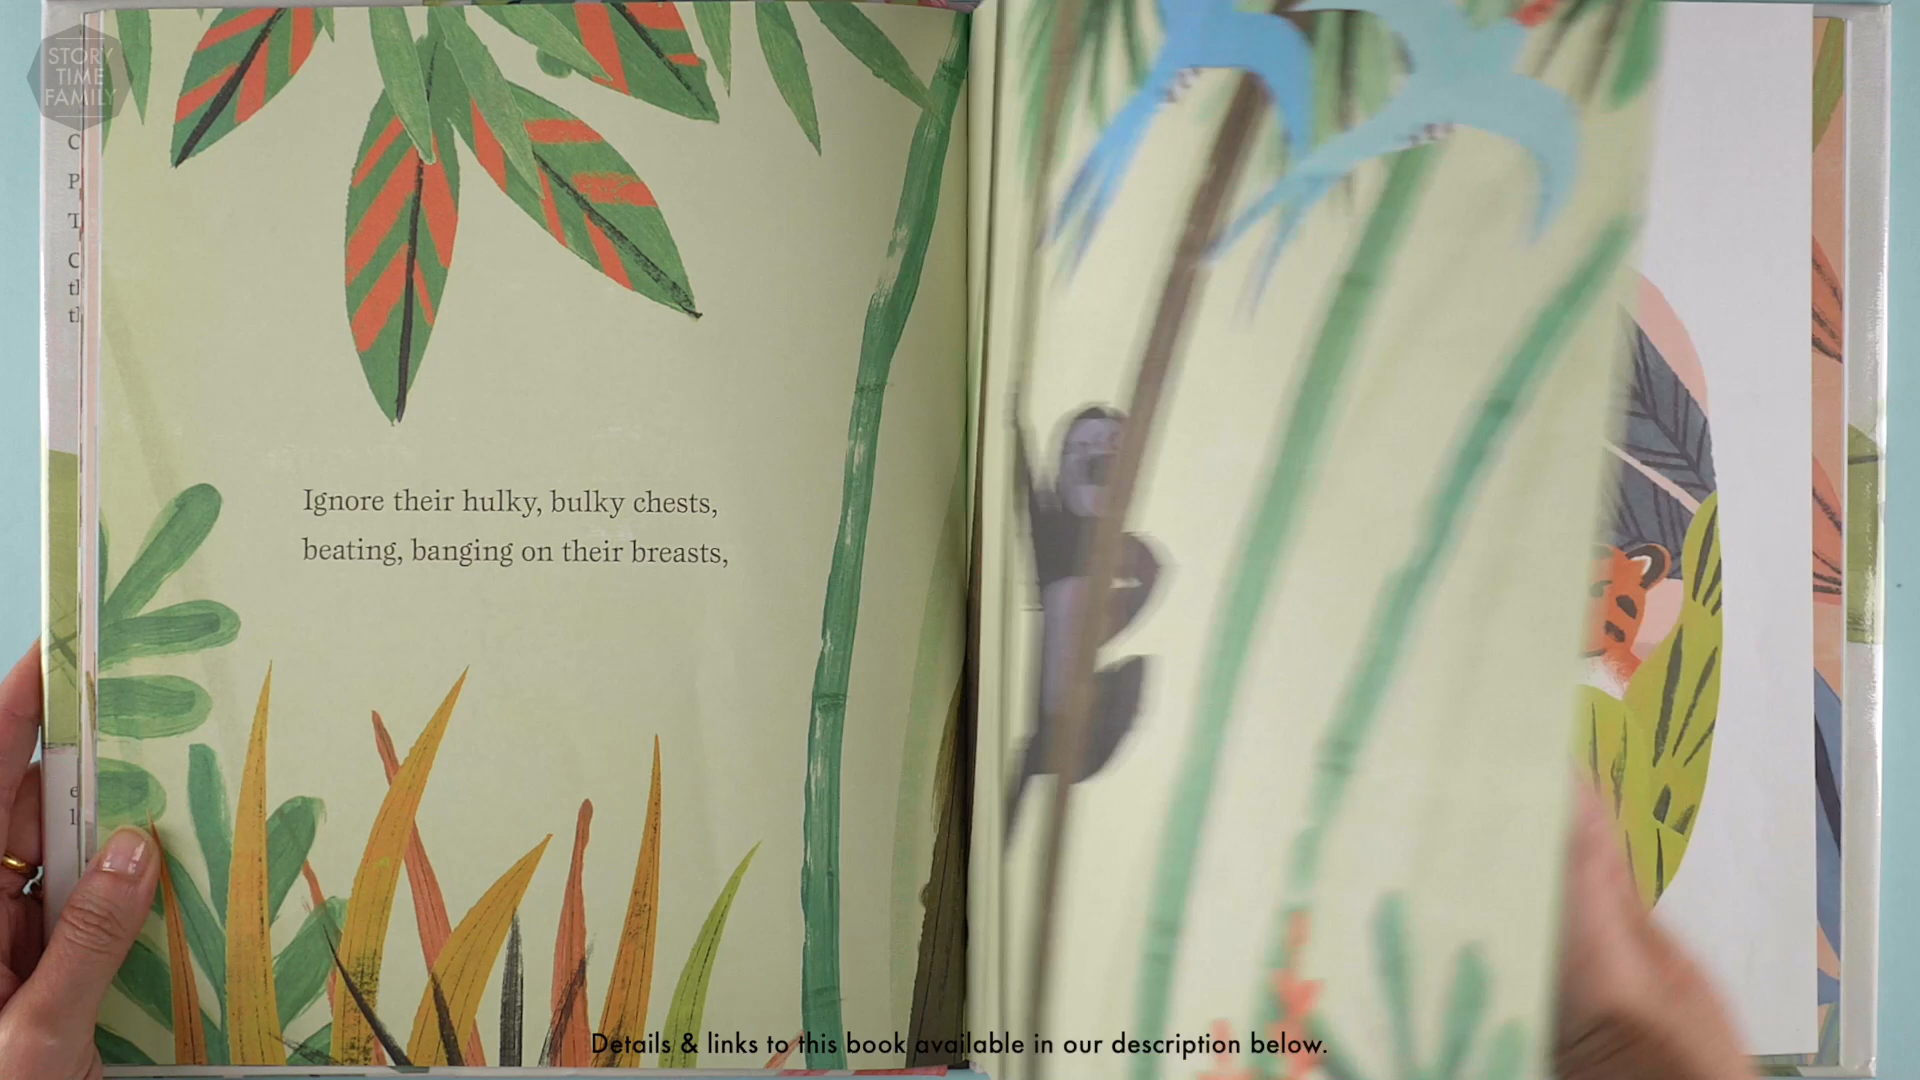 STORY
TIME
FAMILY
Ignore their hulky, bulky chests,
beating, banging on their breasts,
Details & links to this book available in our description below.